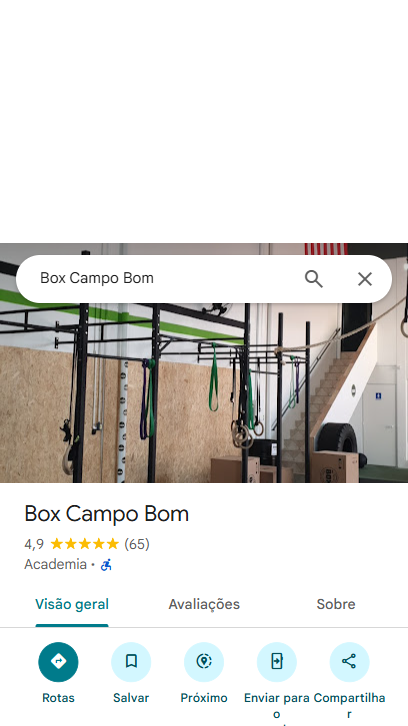 Box Campo Bom
Box Campo Bom
4,9 (65)
Academia ·
Visão geral Avaliações Sobre
Rotas Salvar Próximo Enviar para Compartilha
o r